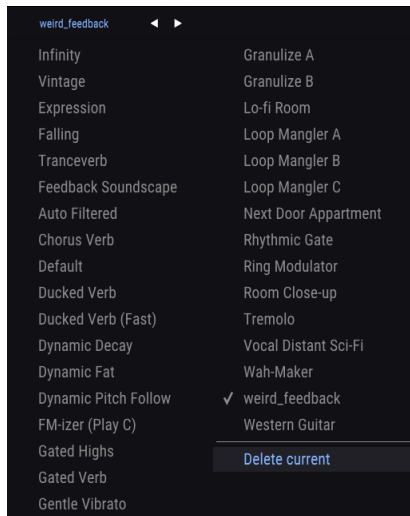 weird_feedback
Infinity
Vintage
Expression
Falling
Tranceverb
Feedback Soundscape
Auto Filtered
Chorus Verb
Default
Ducked Verb
Ducked Verb (Fast)
Dynamic Decay
Dynamic Fat
Dynamic Pitch Follow
FM-izer (Play C)
Gated Highs
Gated Verb
Gentle Vibrato
Granulize A
Granulize B
Lo-fi Room
Loop Mangler A
Loop Mangler B
Loop Mangler C
Next Door Appartment
Rhythmic Gate
Ring Modulator
Room Close-up
Tremolo
Vocal Distant Sci-Fi
Wah-Maker
✓ weird_feedback
Western Guitar
Delete current